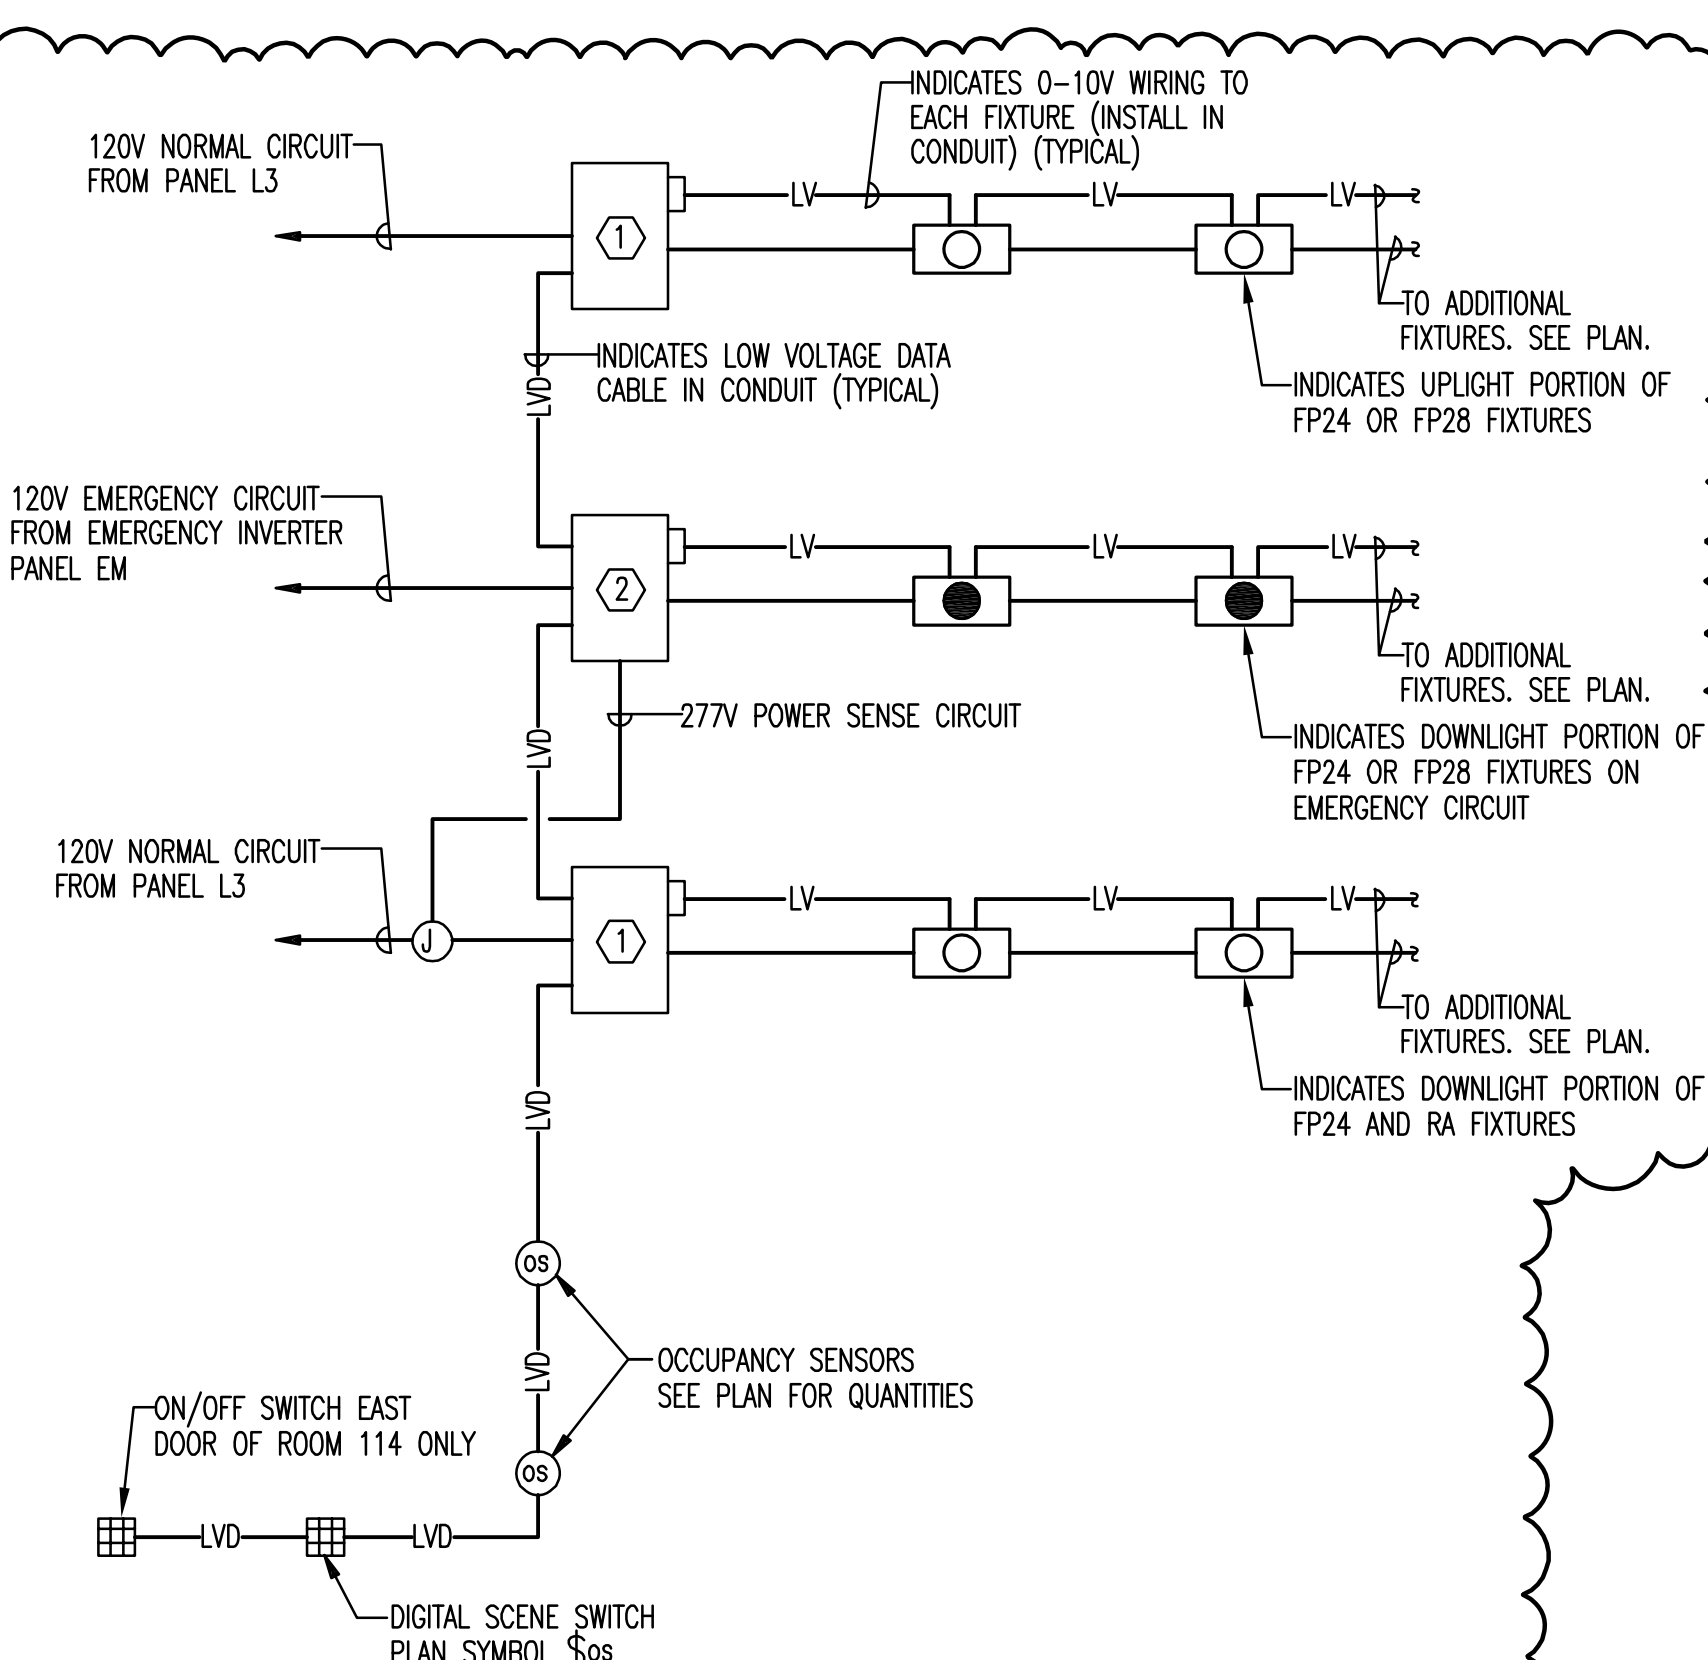 INDICATES 0-10V WIRING TO
EACH FIXTURE (INSTALL IN
CONDUIT) (TYPICAL)
120V NORMAL CIRCUIT
FROM PANEL L3
LV
LV
LV
1
TO ADDITIONAL
FIXTURES. SEE PLAN.
INDICATES LOW VOLTAGE DATA
CABLE IN CONDUIT (TYPICAL)
LVD
INDICATES UPLIGHT PORTION OF
FP24 OR FP28 FIXTURES
120V EMERGENCY CIRCUIT
FROM EMERGENCY INVERTER
PANEL EM
LV
LV
LV
2
TO ADDITIONAL
FIXTURES. SEE PLAN.
277V POWER SENSE CIRCUIT
LVD
INDICATES DOWNLIGHT PORTION OF
FP24 OR FP28 FIXTURES ON
EMERGENCY CIRCUIT
120V NORMAL CIRCUIT
FROM PANEL L3
LV
LV
LV
J
1
TO ADDITIONAL
FIXTURES. SEE PLAN.
INDICATES DOWNLIGHT PORTION OF
FP24 AND RA FIXTURES
LVD
OS
LVD
OCCUPANCY SENSORS
SEE PLAN FOR QUANTITIES
ON/OFF SWITCH EAST
DOOR OF ROOM 114 ONLY
OS
LVD
LVD
DIGITAL SCENE SWITCH
PLAN SYMBOL $os